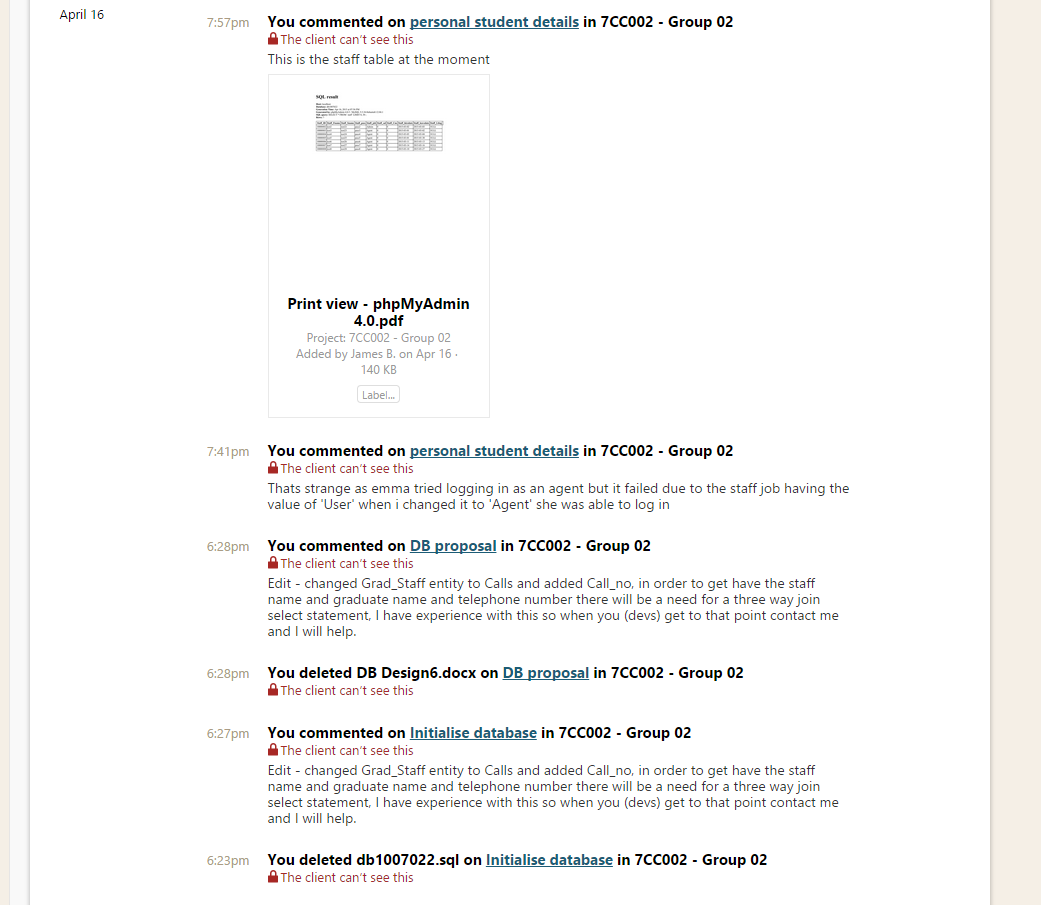 April 16
7:57pm
You commented on personal student details in 7CC002 - Group 02
The client can't see this
This is the staff table at the moment
SQL result
Print view - phpMyAdmin
4.0.pdf
Project: 7CC002 - Group 02
Added by James B. on Apr 16 ·
140 KB
Label...
7:41pm
You commented on personal student details in 7CC002 - Group 02
The client can't see this
Thats strange as emma tried logging in as an agent but it failed due to the staff job having the
value of 'User' when i changed it to 'Agent' she was able to log in
6:28pm
You commented on DB proposal in 7CC002 - Group 02
The client can't see this
Edit - changed Grad_Staff entity to Calls and added Call_no, in order to get have the staff
name and graduate name and telephone number there will be a need for a three way join
select statement, I have experience with this so when you (devs) get to that point contact me
and I will help.
6:28pm
You deleted DB Design6.docx on DB proposal in 7CC002 - Group 02
The client can't see this
6:27pm
You commented on Initialise database in 7CC002 - Group 02
The client can't see this
Edit - changed Grad_Staff entity to Calls and added Call_no, in order to get have the staff
name and graduate name and telephone number there will be a need for a three way join
select statement, I have experience with this so when you (devs) get to that point contact me
and I will help.
6:23pm
You deleted db1007022.sql on Initialise database in 7CC002 - Group 02
The client can't see this